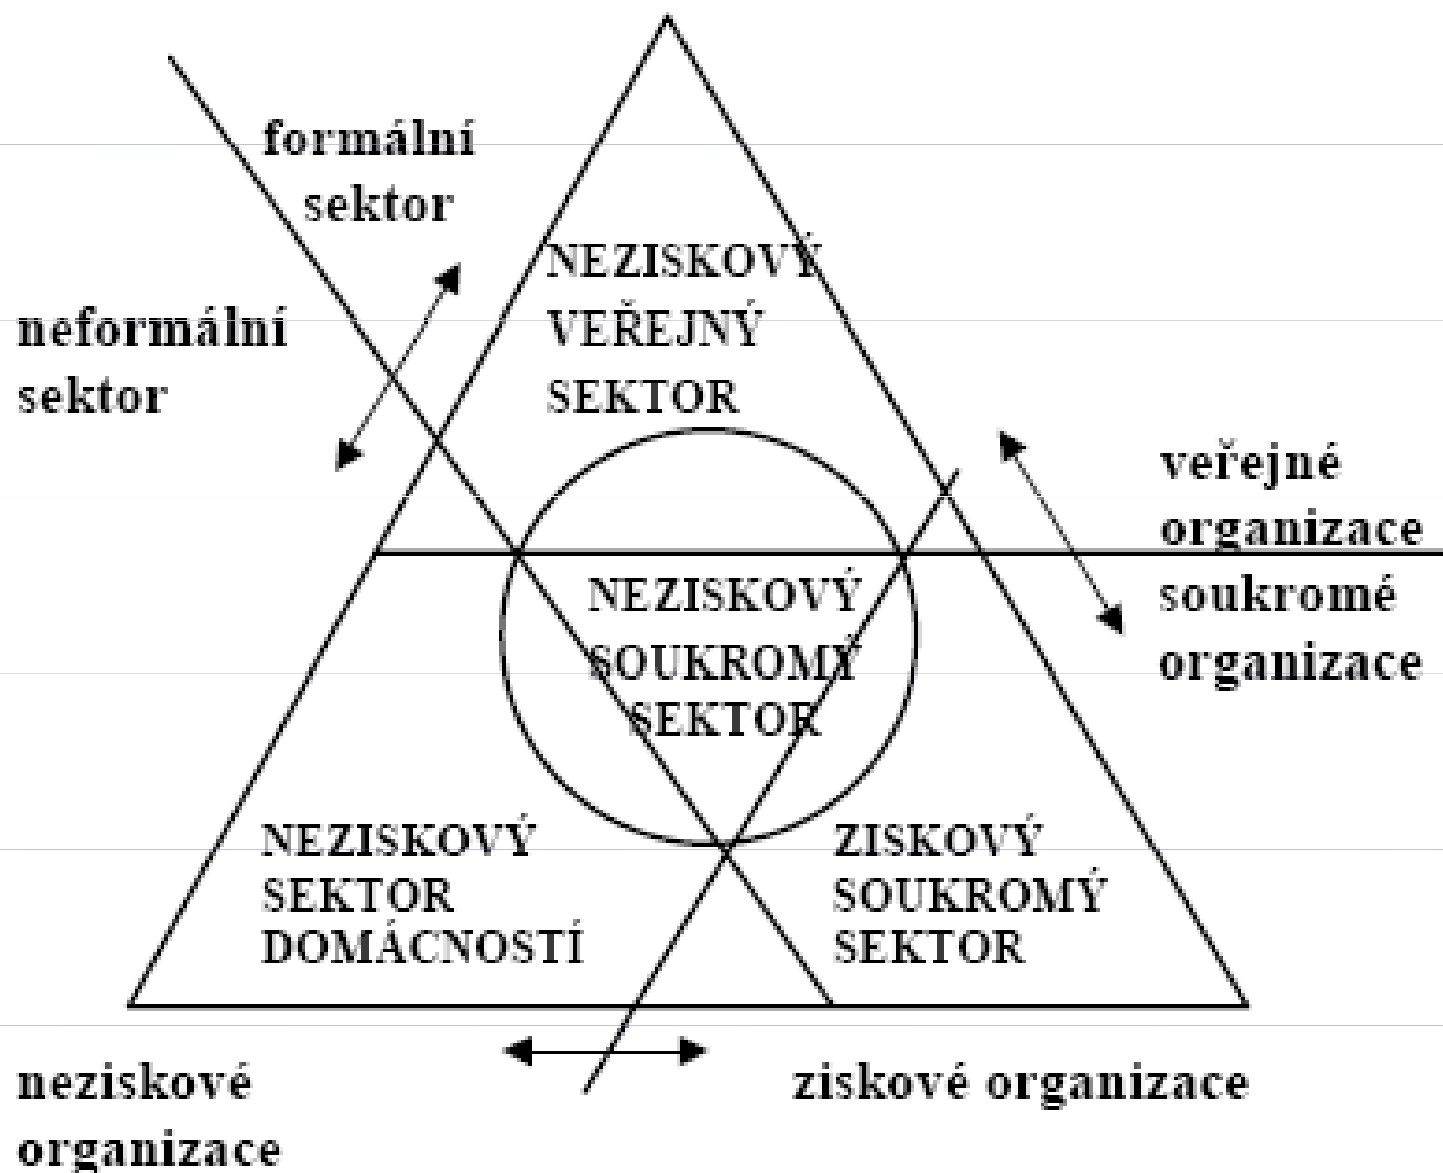 formální
sektor
neformální
sektor
NEZISKOVÝ
VEŘEJNÝ
SEKTOR
veřejné
organizace
soukromé
organizace
NEZISKOVÝ
SOUKROMÝ
SEKTOR
NEZISKOVÝ
SEKTOR
DOMÁCNOSTÍ
ZISKOVÝ
SOUKROMÝ
SEKTOR
neziskové
organizace
ziskové organizace